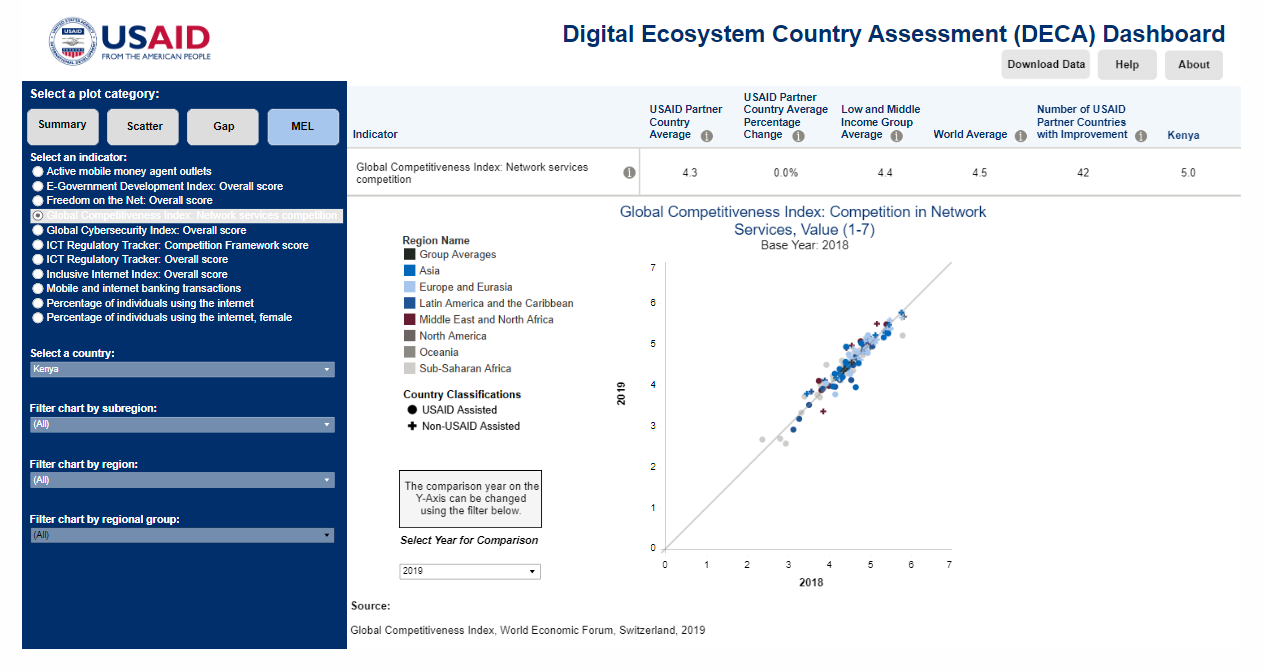 USAID
FROM THE AMERICAN PEOPLE
Digital Ecosystem Country Assessment (DECA) Dashboard
Download Data
Help
About
Select a plot category:
Summary
Scatter
Gap
MEL
Select an indicator:
Active mobile money agent outlets
E-Government Development Index: Overall score
Freedom on the Net: Overall score
Global Competitiveness Index: Network services competition
Global Cybersecurity Index: Overall score
ICT Regulatory Tracker: Competition Framework score
ICT Regulatory Tracker: Overall score
Inclusive Internet Index: Overall score
Mobile and internet banking transactions
Percentage of individuals using the internet
Percentage of individuals using the internet, female
Select a country:
Kenya
Filter chart by subregion:
(All)
Filter chart by region:
(All)
Filter chart by regional group:
(All)
Indicator
USAID Partner
Country
Average
USAID Partner
Country Average
Percentage
Change
Low and Middle
Income Group
Average
World Average
Number of USAID
Partner Countries
with Improvement
Kenya
Global Competitiveness Index: Network services
competition
4.3
0.0%
4.4
4.5
42
5.0
Global Competitiveness Index: Competition in Network
Services, Value (1-7)
Base Year: 2018
Region Name
Group Averages
Asia
Europe and Eurasia
Latin America and the Caribbean
Middle East and North Africa
North America
Oceania
Sub-Saharan Africa
Country Classifications
USAID Assisted
Non-USAID Assisted
The comparison year on the
Y-Axis can be changed
using the filter below.
Select Year for Comparison
2019
2019
7
6
5
4
3
2
1
0
0 1 2 3 4 5 6 7
2018
Source:
Global Competitiveness Index, World Economic Forum, Switzerland, 2019